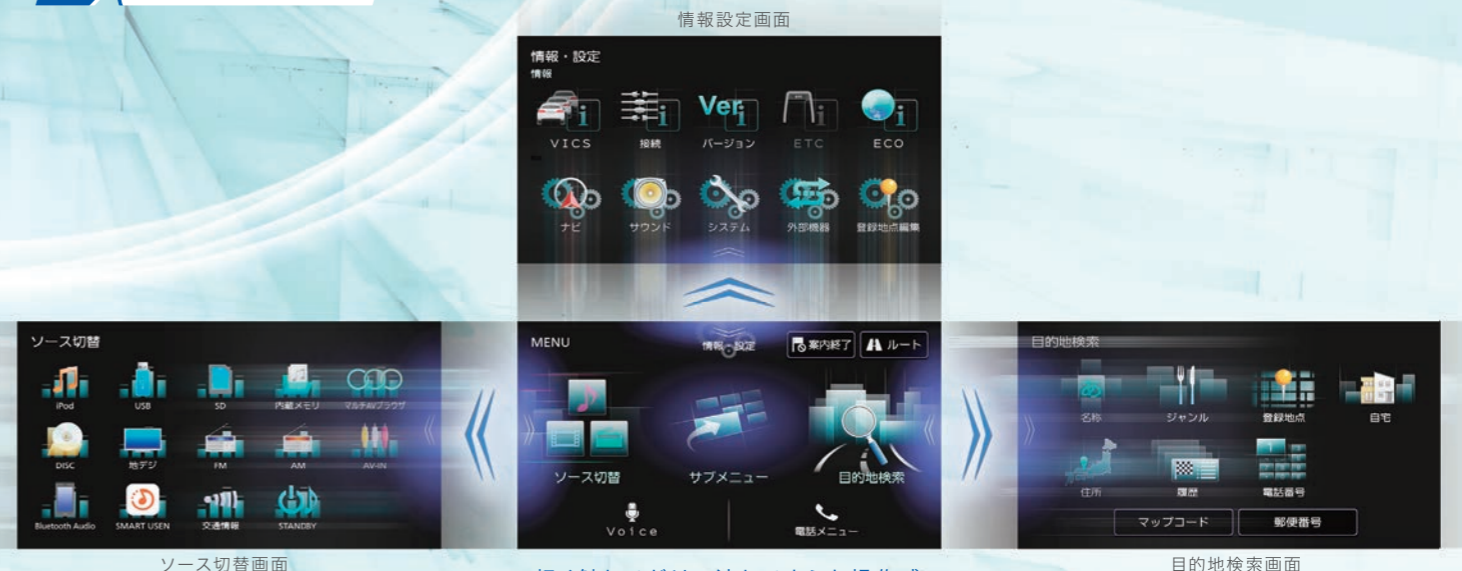 情報設定画面
情報・設定
情報
VICS 接続 バージョン ETC ECO
Ver
ナビ サウンド システム 外部機器 登録地点編集
ソース切替
iPod USB SD 内蔵メモリ マルチAVブラウザ
DISC 地デジ FM AM AV-IN
Bluetooth Audio SMART USEN 交通情報 STANDBY
ソース切替画面
MENU 情報・設定 案内終了 ルート
ソース切替 サブメニュー 目的地検索
Voice 電話メニュー
目的地検索
名称 ジャンル 登録地点 自宅
住所 履歴 電話番号
マップコード 郵便番号
目的地検索画面